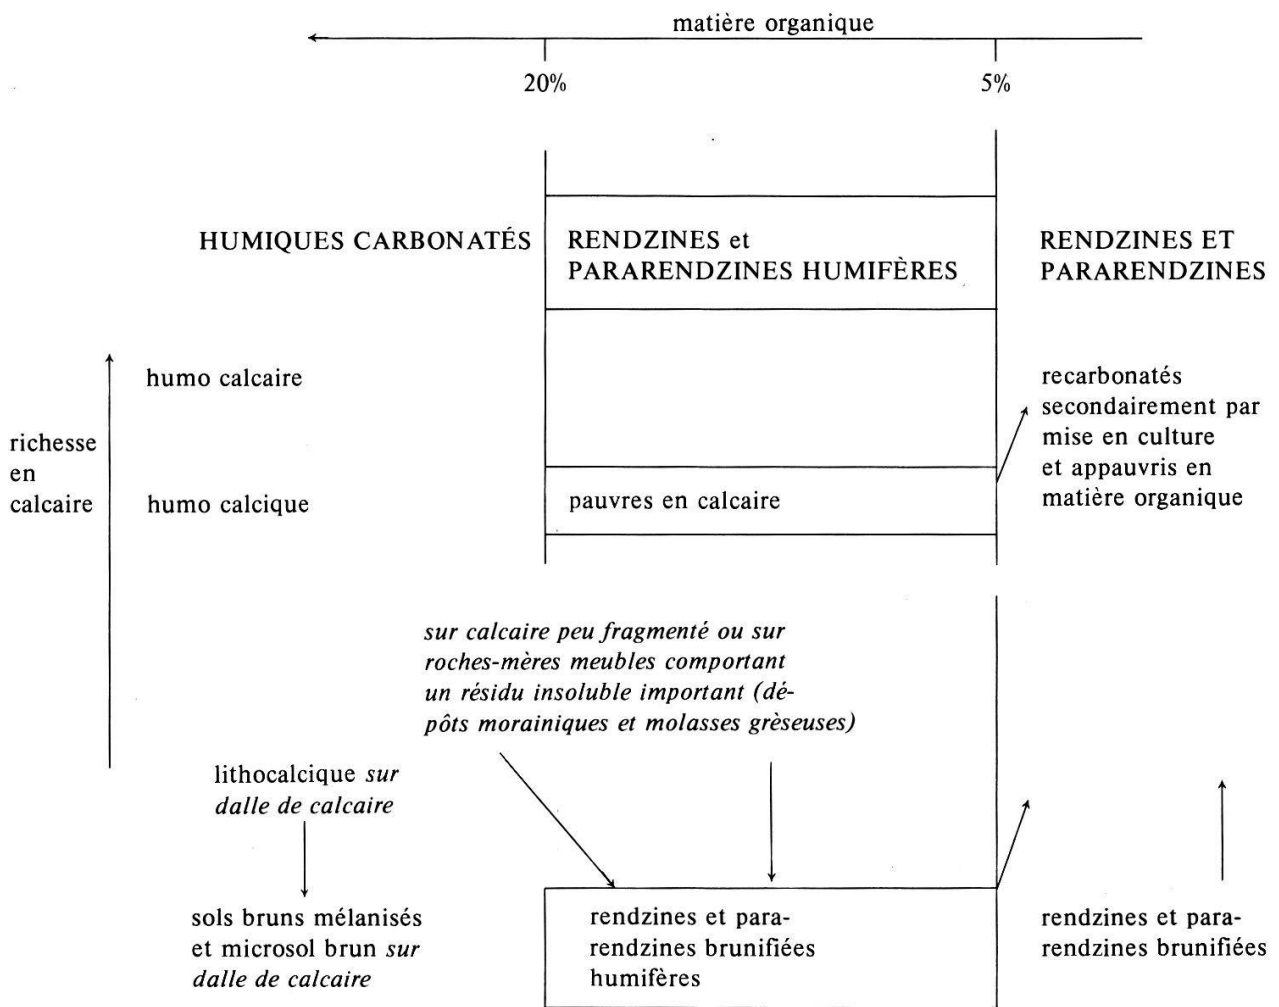 matière organique
20%
5%
HUMIQUES CARBONATÉS
RENDZINES et
PARARENDZINES HUMIFÈRES
RENDZINES ET
PARARENDZINES
richesse
en
calcaire
humo calcaire
humo calcique
pauvres en calcaire
recarbonatés
secondairement par
mise en culture
et appauvris en
matière organique
sur calcaire peu fragmenté ou sur
roches-mères meubles comportant
un résidu insoluble important (dé-
pôts morainiques et molasses grèseuses)
lithocalcique sur
dalle de calcaire
sols bruns mélanisés
et microsol brun sur
dalle de calcaire
rendzines et para-
rendzines brunifiées
humifères
rendzines et para-
rendzines brunifiées